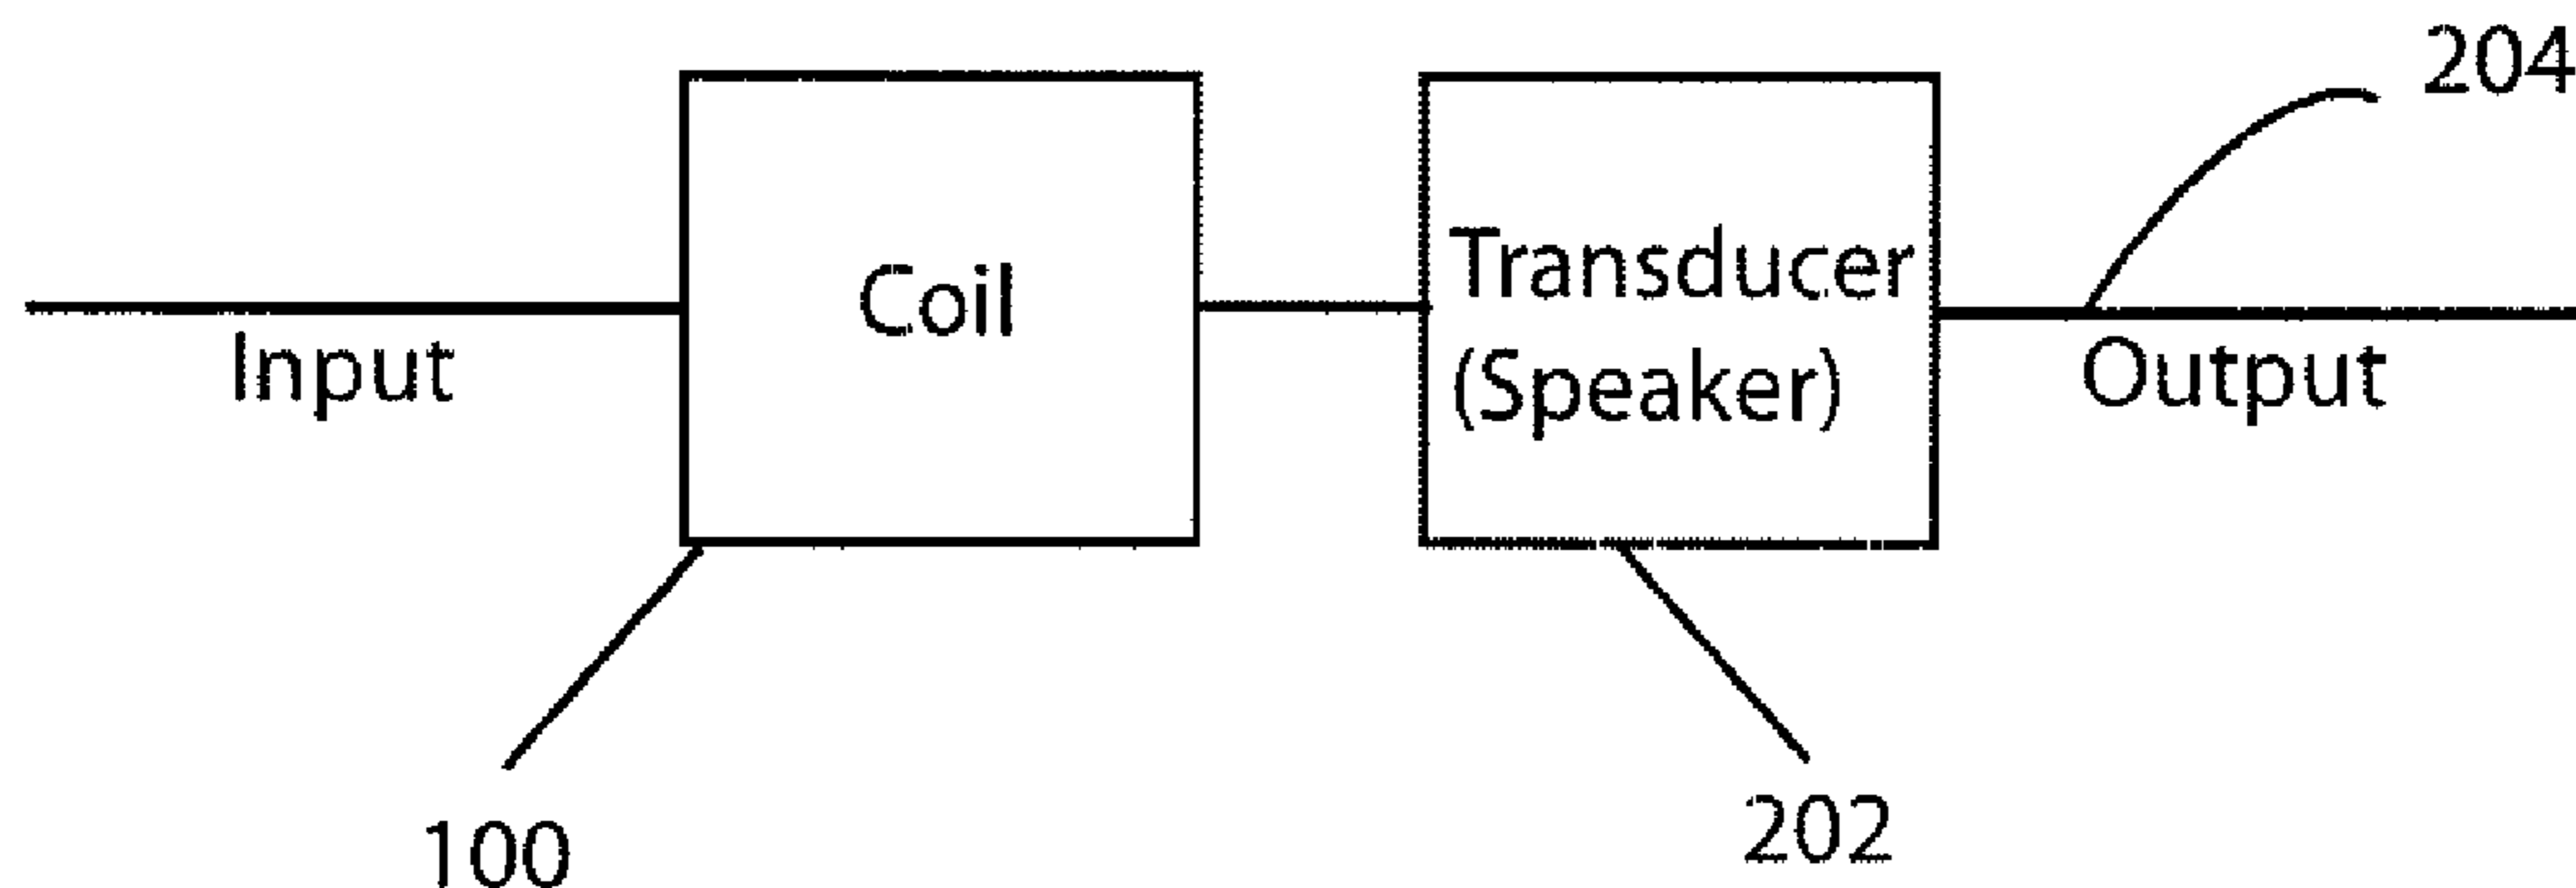 204
Coil
Transducer
(Speaker)
Input
Output
100
202